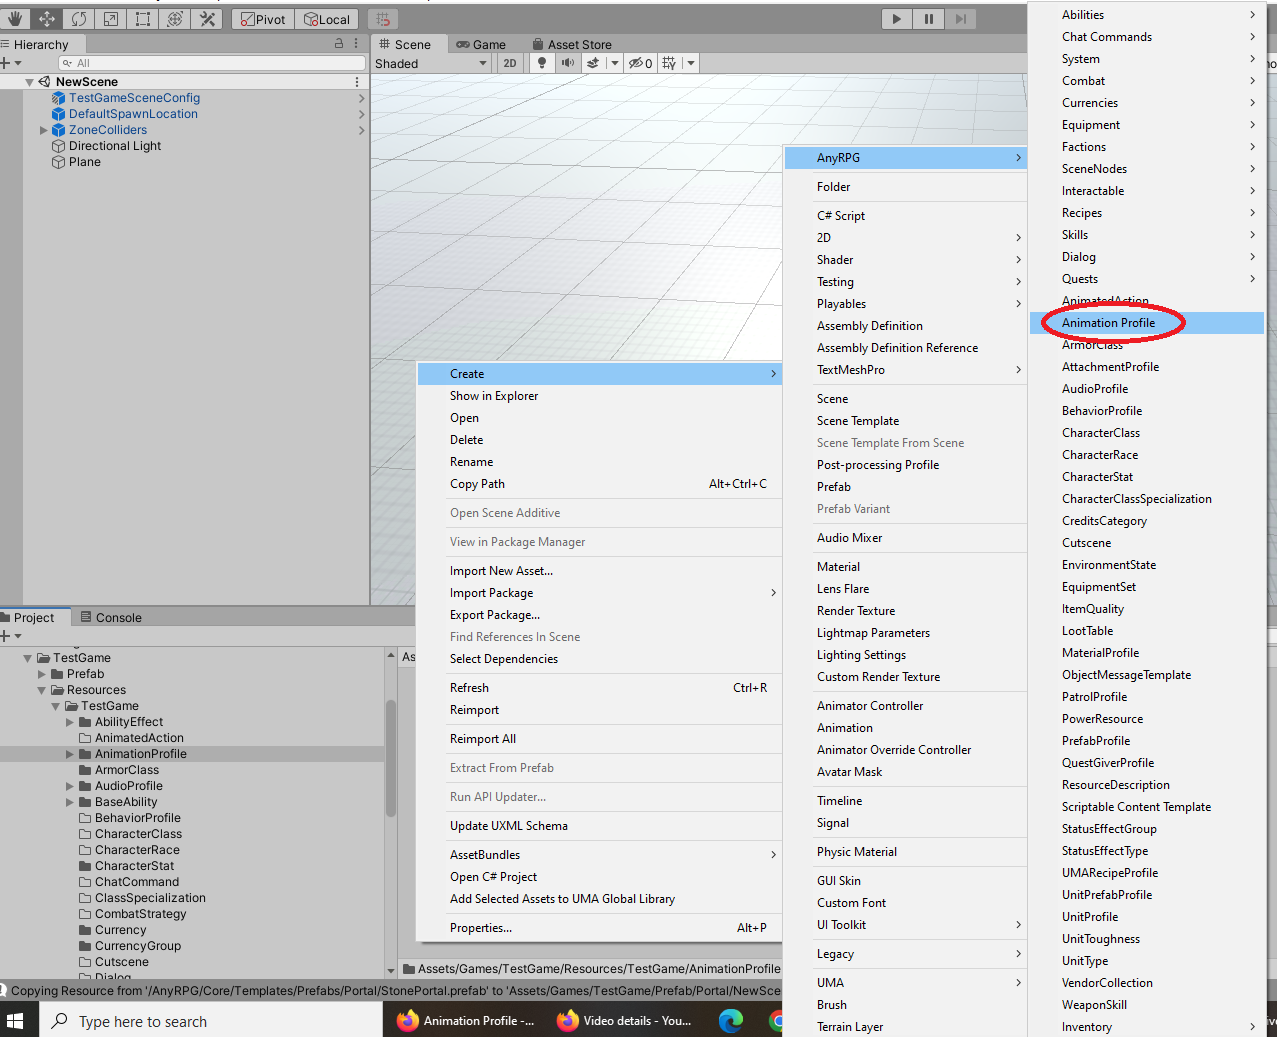 Pivot
Local
Hierarchy
All
NewScene
TestGameSceneConfig
DefaultSpawnLocation
ZoneColliders
Directional Light
Plane
Scene
Game
Asset Store
Shaded
2D
0
Create
Show in Explorer
Open
Delete
Rename
Copy Path Alt+Ctrl+C
Open Scene Additive
View in Package Manager
Import New Asset...
Import Package
Export Package...
Find References In Scene
Select Dependencies
Refresh Ctrl+R
Reimport
Reimport All
Extract From Prefab
Run API Updater...
Update UXML Schema
AssetBundles
Open C# Project
Add Selected Assets to UMA Global Library
Properties... Alt+P
AnyRPG
Folder
C# Script
2D
Shader
Testing
Playables
Assembly Definition
Assembly Definition Reference
TextMeshPro
Scene
Scene Template
Scene Template From Scene
Post-processing Profile
Prefab
Prefab Variant
Audio Mixer
Material
Lens Flare
Render Texture
Lightmap Parameters
Lighting Settings
Custom Render Texture
Animator Controller
Animation
Animator Override Controller
Avatar Mask
Timeline
Signal
Physic Material
GUI Skin
Custom Font
UI Toolkit
Legacy
UMA
Brush
Terrain Layer
Abilities
Chat Commands
System
Combat
Currencies
Equipment
Factions
SceneNodes
Interactable
Recipes
Skills
Dialog
Quests
AnimatedAction
Animation Profile
ArmorClass
AttachmentProfile
AudioProfile
BehaviorProfile
CharacterClass
CharacterRace
CharacterStat
CharacterClassSpecialization
CreditsCategory
Cutscene
EnvironmentState
EquipmentSet
ItemQuality
LootTable
MaterialProfile
ObjectMessageTemplate
PatrolProfile
PowerResource
PrefabProfile
QuestGiverProfile
ResourceDescription
Scriptable Content Template
StatusEffectGroup
StatusEffectType
UMARecipeProfile
UnitPrefabProfile
UnitProfile
UnitToughness
UnitType
VendorCollection
WeaponSkill
Inventory
Project
Console
TestGame
Prefab
Resources
TestGame
AbilityEffect
AnimatedAction
AnimationProfile
ArmorClass
AudioProfile
BaseAbility
BehaviorProfile
CharacterClass
CharacterRace
CharacterStat
ChatCommand
ClassSpecialization
CombatStrategy
Currency
CurrencyGroup
Cutscene
Dialog
As
Assets/Games/TestGame/Resources/TestGame/AnimationProfile
Copying Resource from '/AnyRPG/Core/Templates/Prefabs/Portal/StonePortal.prefab' to 'Assets/Games/TestGame/Prefab/Portal/NewSce
Type here to search
Animation Profile -...
Video details - You...